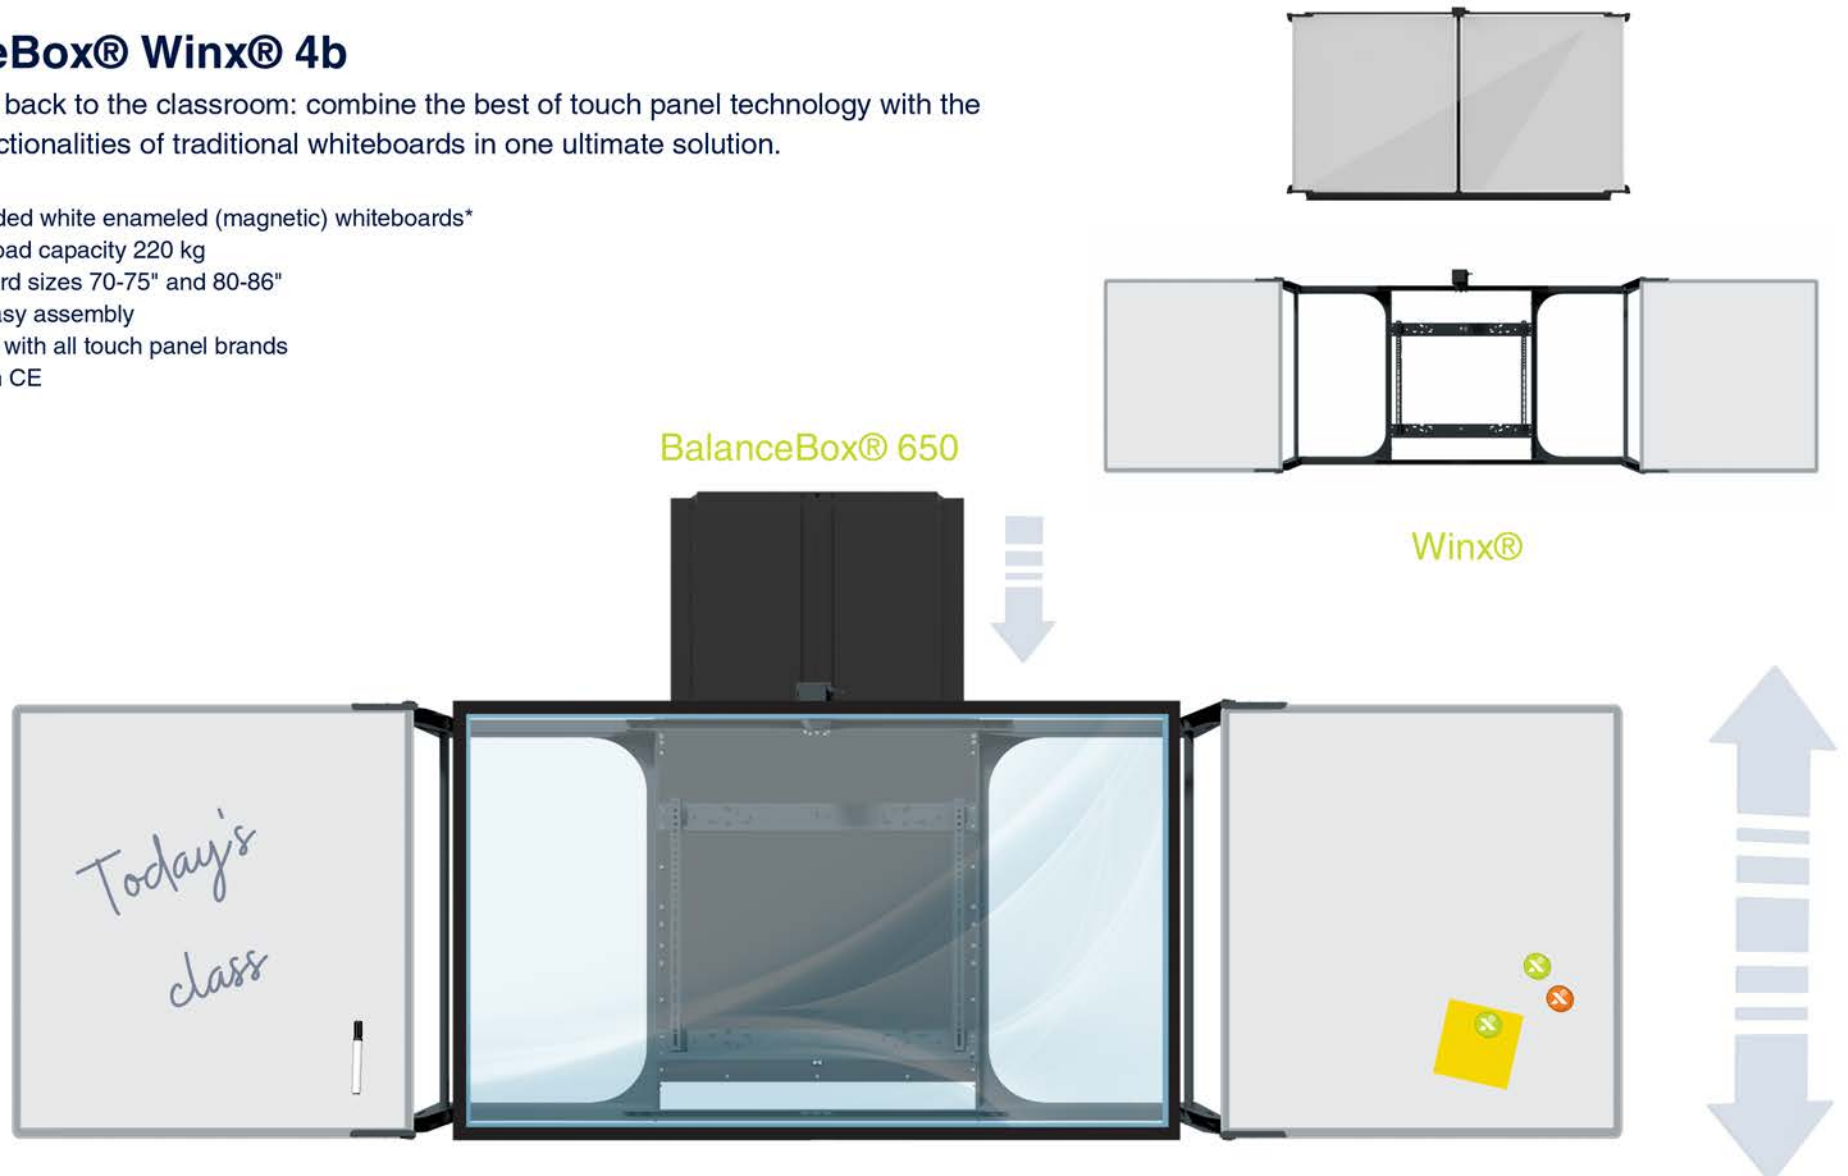 eBox® Winx® 4b
back to the classroom: combine the best of touch panel technology with the
ctionalities of traditional whiteboards in one ultimate solution.
ded white enameled (magnetic) whiteboards*
oad capacity 220 kg
rd sizes 70-75" and 80-86"
asy assembly
with all touch panel brands
CE
BalanceBox® 650
Winx®
Today's
class